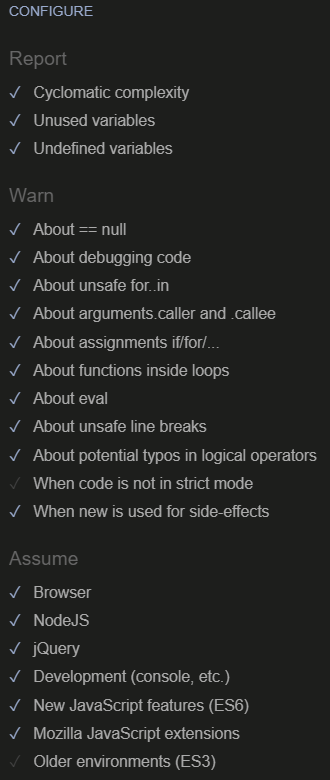 CONFIGURE
Report
✓ Cyclomatic complexity
✓ Unused variables
✓ Undefined variables
Warn
✓ About == null
✓ About debugging code
✓ About unsafe for..in
✓ About arguments.caller and .callee
✓ About assignments if/for/...
✓ About functions inside loops
✓ About eval
✓ About unsafe line breaks
✓ About potential typos in logical operators
✓ When code is not in strict mode
✓ When new is used for side-effects
Assume
✓ Browser
✓ NodeJS
✓ jQuery
✓ Development (console, etc.)
✓ New JavaScript features (ES6)
✓ Mozilla JavaScript extensions
✓ Older environments (ES3)